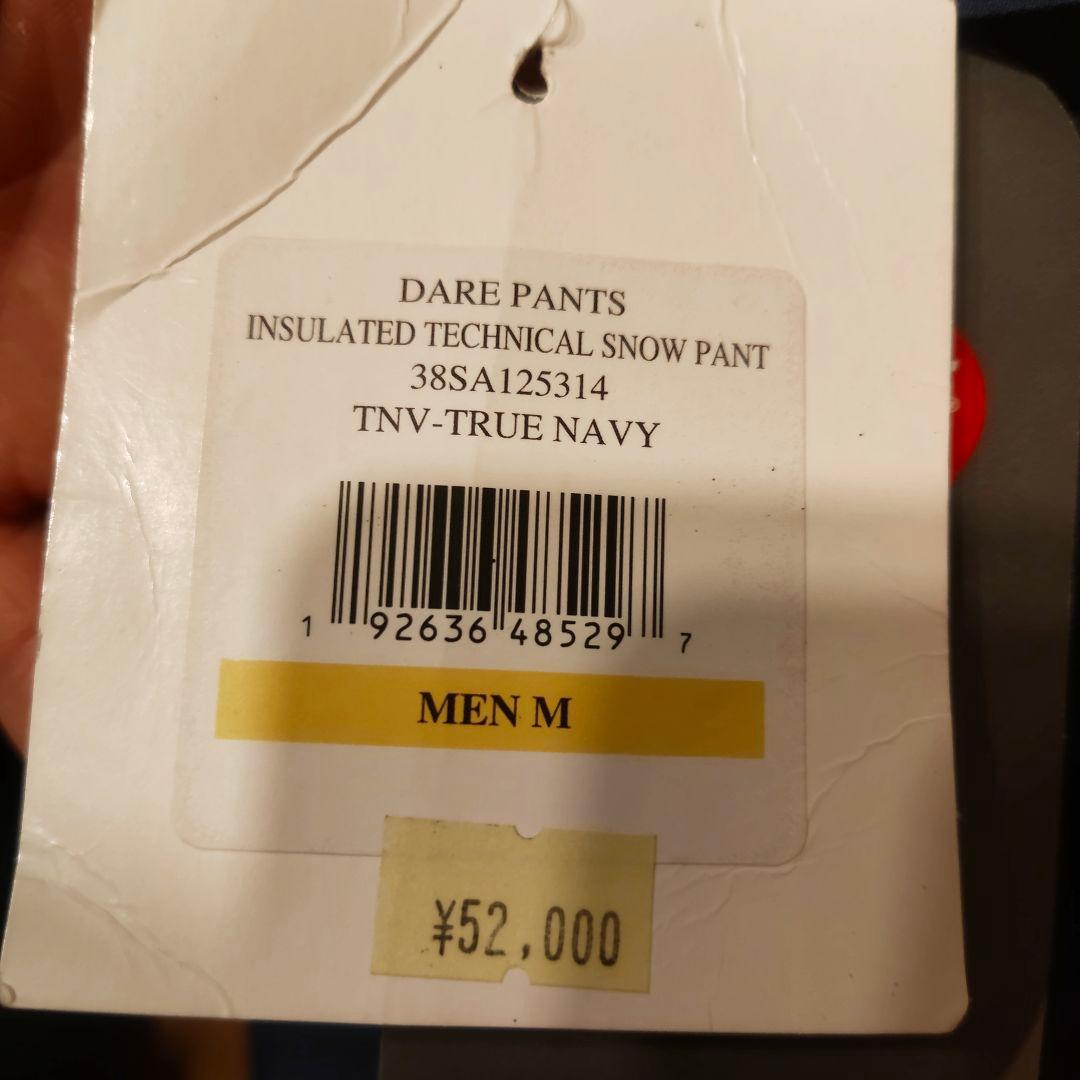 DARE PANTS
INSULATED TECHNICAL SNOW PANT
38SA125314
TNV-TRUE NAVY
1 92636 48529 7
MEN M
¥52,000